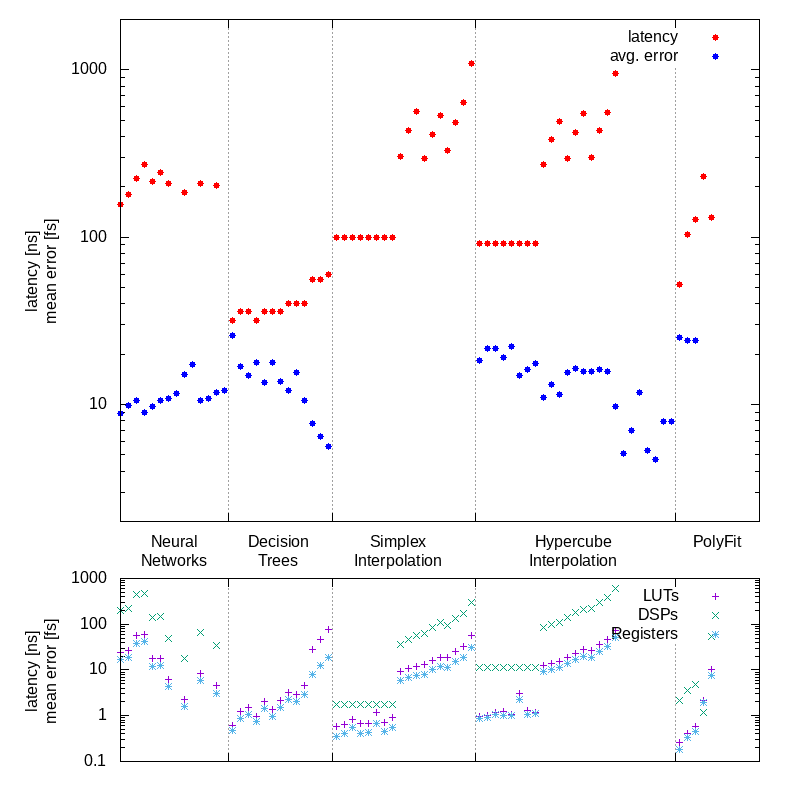 latency
avg. error
1000
100
10
latency [ns]
mean error [fs]
Neural
Networks
Decision
Trees
Simplex
Interpolation
Hypercube
Interpolation
PolyFit
1000
100
10
1
0.1
latency [ns]
mean error [fs]
LUTs
DSPs
Registers